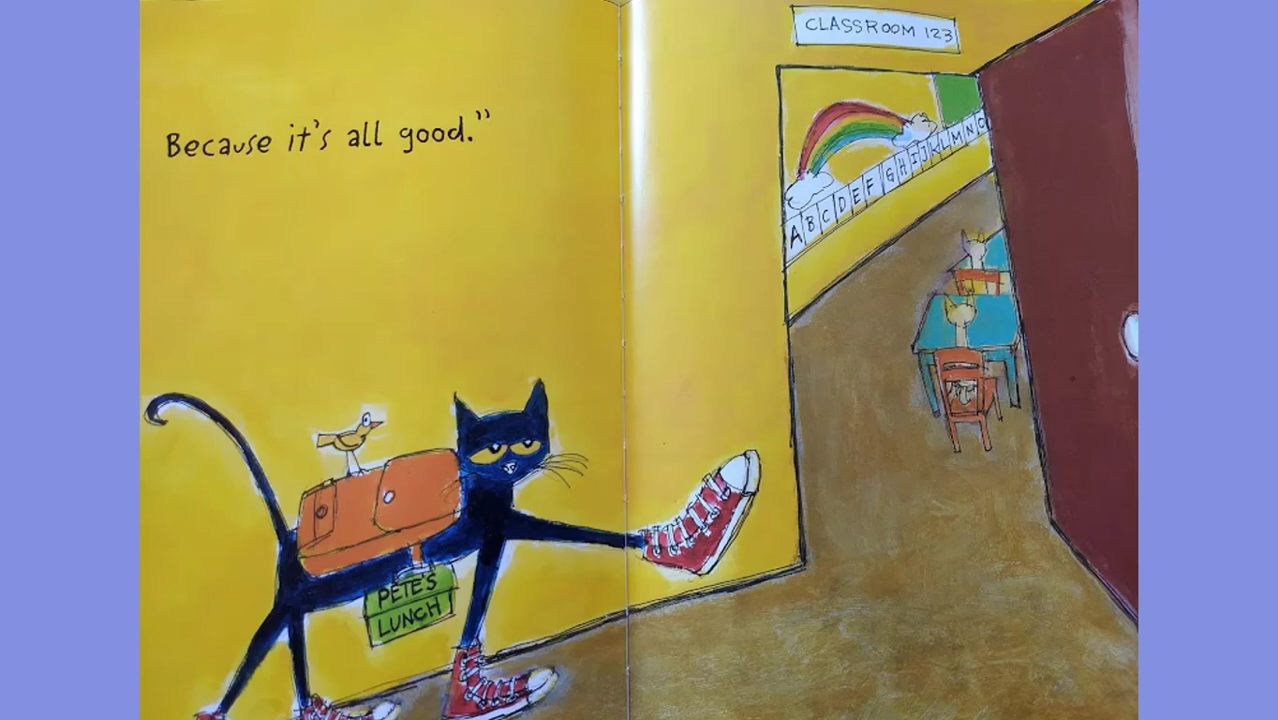 Because it's all good."
CLASSROOM 123
A B C D E F G H I J K L M N O
PETE'S
LUNCH